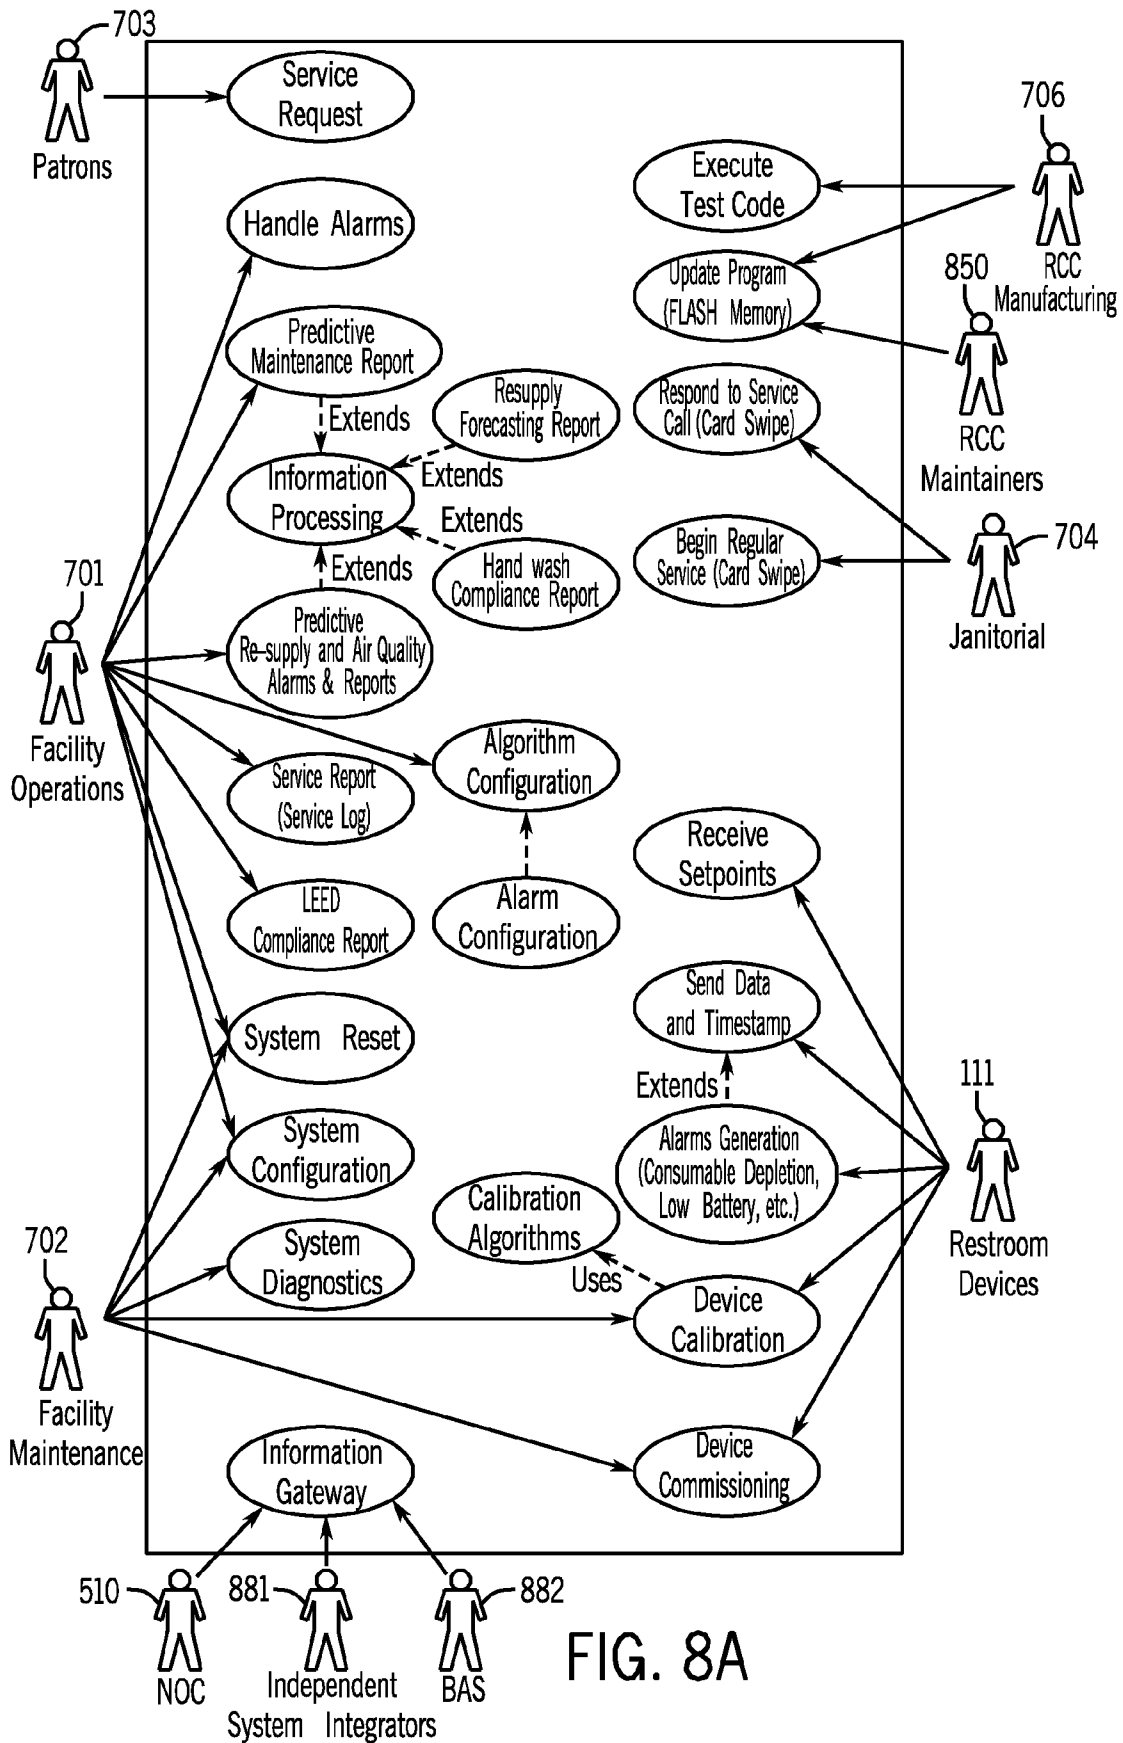 703
Patrons
Service
Request
706
RCC
Manufacturing
Execute
Test Code
Handle Alarms
Update Program
(FLASH Memory)
850
RCC
Maintainers
Predictive
Maintenance Report
Extends
Resupply
Forecasting Report
Extends
Respond to Service
Call (Card Swipe)
Information
Processing
Extends
Hand wash
Compliance Report
Extends
Begin Regular
Service (Card Swipe)
704
Janitorial
701
Facility
Operations
Predictive
Re-supply and Air Quality
Alarms & Reports
Algorithm
Configuration
Service Report
(Service Log)
Receive
Setpoints
LEED
Compliance Report
Alarm
Configuration
Send Data
and Timestamp
System Reset
Extends
111
Restroom
Devices
System
Configuration
Alarms Generation
(Consumable Depletion,
Low Battery, etc.)
Calibration
Algorithms
Uses
702
Facility
Maintenance
System
Diagnostics
Device
Calibration
Information
Gateway
Device
Commissioning
510
NOC
881
Independent
System Integrators
882
BAS
FIG. 8A